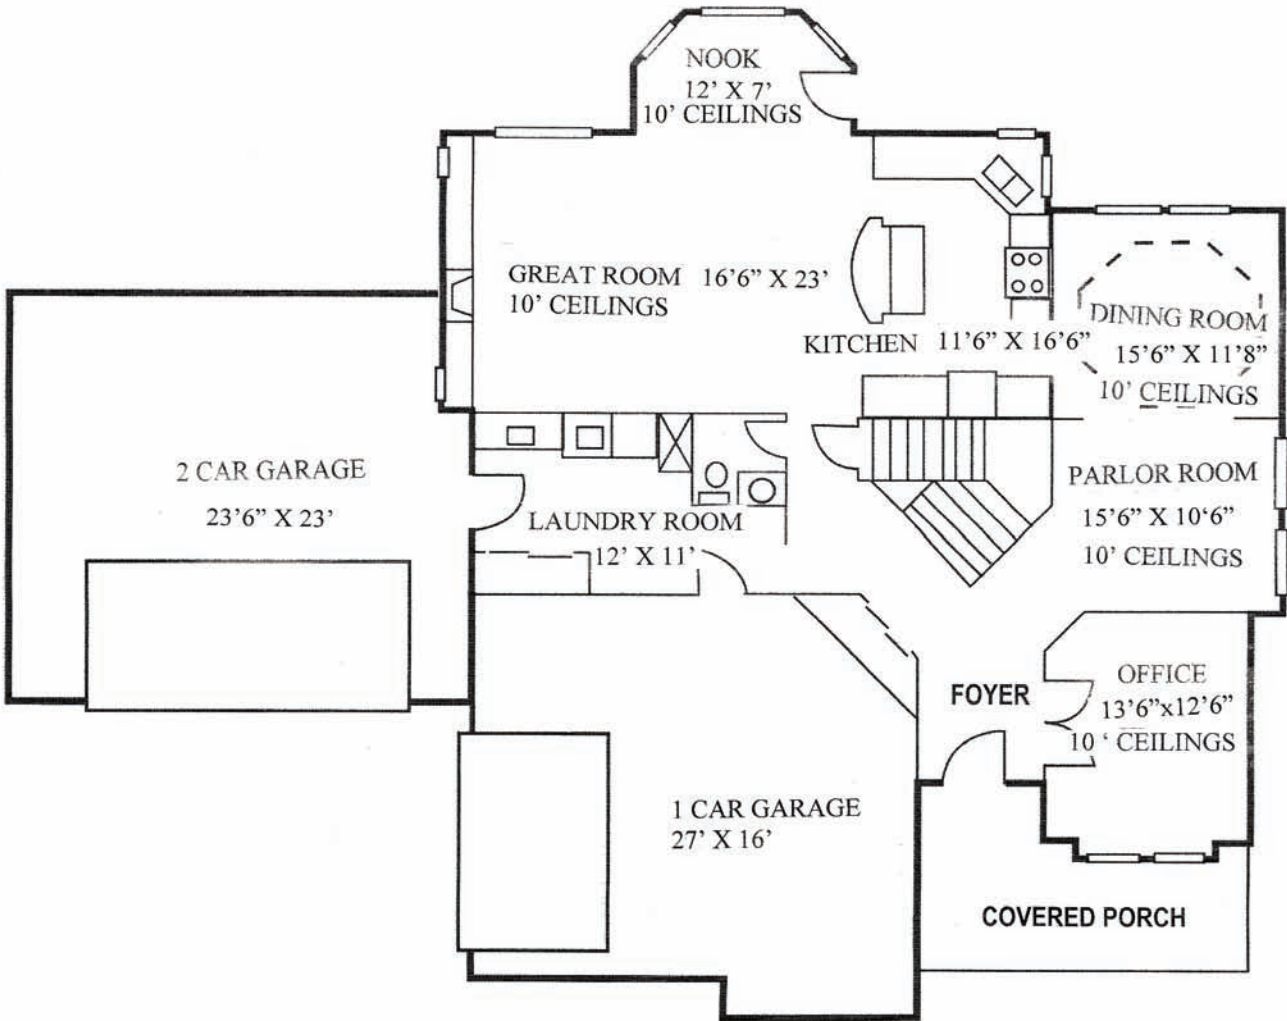 NOOK
12’ X 7’
10’ CEILINGS
GREAT ROOM 16’6” X 23’
10’ CEILINGS
KITCHEN 11’6” X 16’6”
DINING ROOM
15’6” X 11’8”
10’ CEILINGS
2 CAR GARAGE
23’6” X 23’
LAUNDRY ROOM
12’ X 11’
PARLOR ROOM
15’6” X 10‘6”
10’ CEILINGS
FOYER
OFFICE
13’6”x12’6”
10 ‘ CEILINGS
1 CAR GARAGE
27’ X 16’
COVERED PORCH